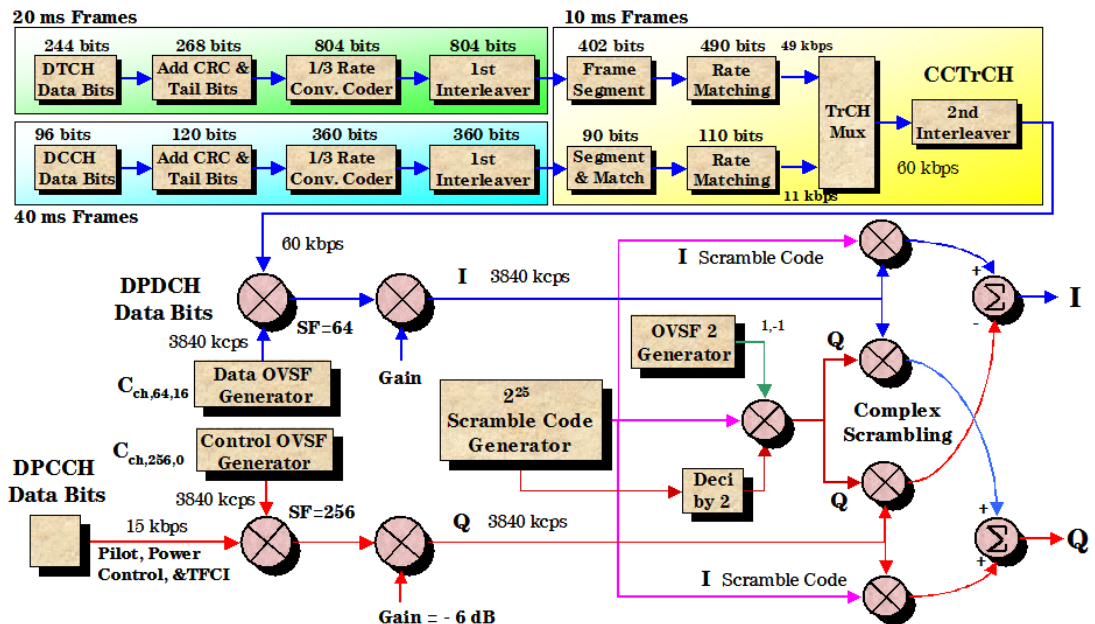 20 ms Frames
10 ms Frames
244 bits
268 bits
804 bits
804 bits
402 bits
490 bits
49 kbps
DTCH
Data Bits
Add CRC &
Tail Bits
1/3 Rate
Conv. Coder
1st
Interleaver
Frame
Segment
Rate
Matching
TrCH
Mux
CCTrCH
2nd
Interleaver
96 bits
120 bits
360 bits
360 bits
90 bits
110 bits
DCCH
Data Bits
Add CRC &
Tail Bits
1/3 Rate
Conv. Coder
1st
Interleaver
Segment
& Match
Rate
Matching
11 kbps
60 kbps
40 ms Frames
60 kbps
DPDCH
Data Bits
SF=64
3840 kcps
I 3840 kcps
I Scramble Code
+
-
Σ
I
Gain
C ch,64,16
Data OVSF
Generator
OVSF 2
Generator
1,-1
Q
2^25
Scramble Code
Generator
Complex
Scrambling
C ch,256,0
Control OVSF
Generator
Deci
by 2
Q
DPCCH
Data Bits
3840 kcps
SF=256
Q 3840 kcps
15 kbps
Pilot, Power
Control, &TFCI
Gain = - 6 dB
I Scramble Code
+
+
Σ
Q